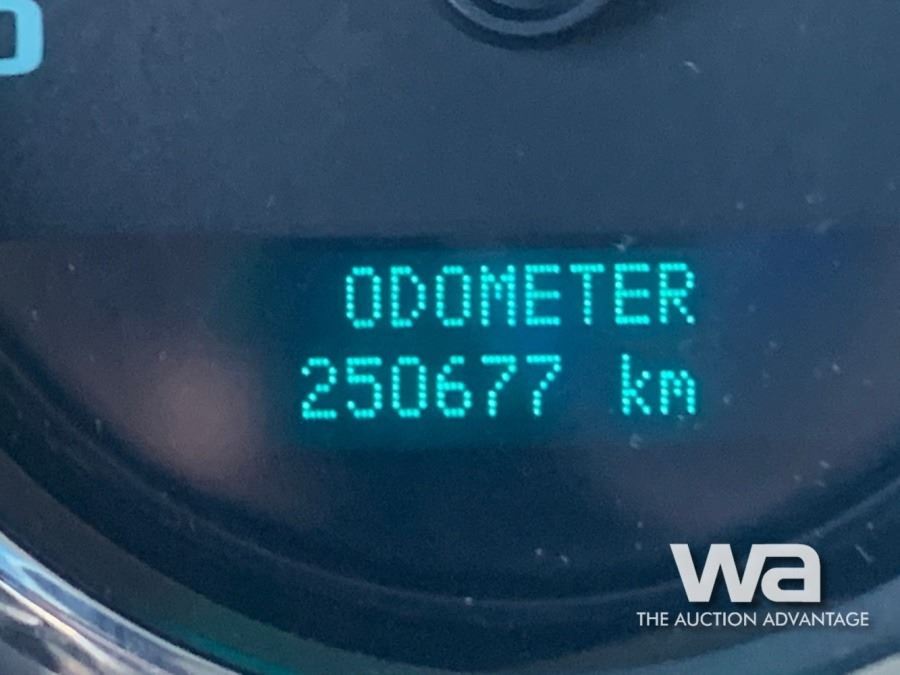 ODOMETER
250677 km
wa
THE AUCTION ADVANTAGE